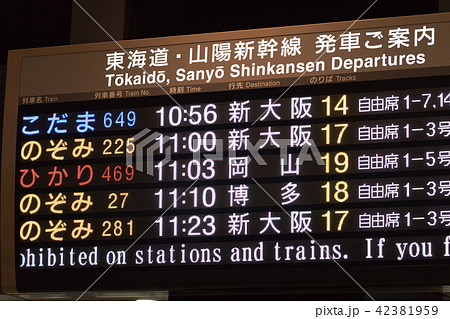 東海道・山陽新幹線 発車ご案内
Tōkaidō, Sanyō Shinkansen Departures
列車名 Train 列車番号 Train No. 時刻 Time 行先 Destination のりば Tracks
こだま 649 10:56 新大阪 14 自由席1-7,14
のぞみ 225 11:00 新大阪 17 自由席1-3号
ひかり 469 11:03 岡山 19 自由席1-5号
のぞみ 27 11:10 博多 18 自由席1-3号
のぞみ 281 11:23 新大阪 17 自由席1-3号
ohibited on stations and trains. If you f
PIXTA
pixta.jp - 42381959